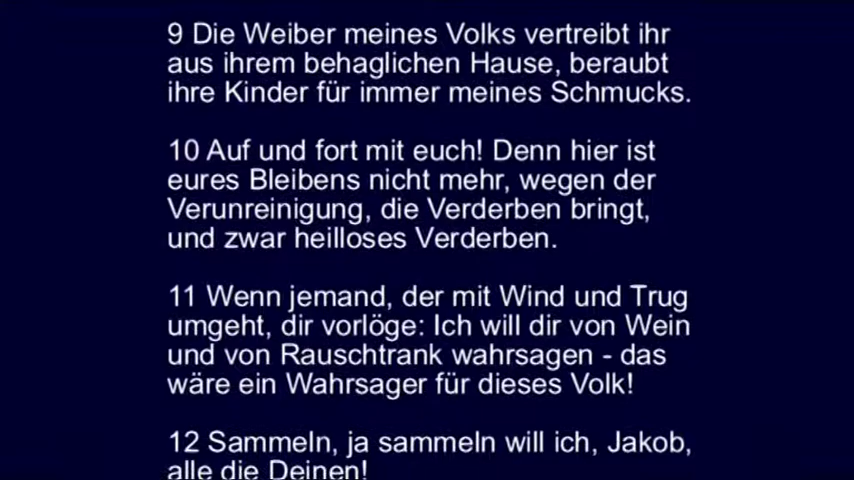 9 Die Weiber meines Volks vertreibt ihr
aus ihrem behaglichen Hause, beraubt
ihre Kinder für immer meines Schmucks.
10 Auf und fort mit euch! Denn hier ist
eures Bleibens nicht mehr, wegen der
Verunreinigung, die Verderben bringt,
und zwar heilloses Verderben.
11 Wenn jemand, der mit Wind und Trug
umgeht, dir vorlöge: Ich will dir von Wein
und von Rauschtrank wahrsagen - das
wäre ein Wahrsager für dieses Volk!
12 Sammeln, ja sammeln will ich, Jakob,
alle die Deinen!